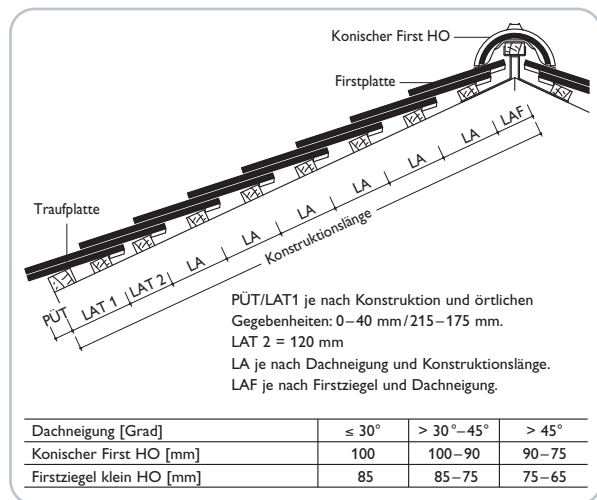 Konischer First HO
Firstplatte
Traufplatte
PÜT
LAT 1
LAT 2
LA
LA
LA
LA
LA
LA
LAF
Konstruktionslänge
PÜT/LAT1 je nach Konstruktion und örtlichen
Gegebenheiten: 0–40 mm/215–175 mm.
LAT 2 = 120 mm
LA je nach Dachneigung und Konstruktionslänge.
LAF je nach Firstziegel und Dachneigung.
Dachneigung [Grad] ≤ 30° > 30°–45° > 45°
Konischer First HO [mm] 100 100–90 90–75
Firstziegel klein HO [mm] 85 85–75 75–65